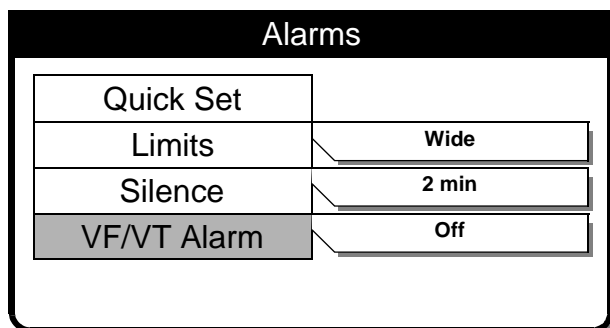 Alarms
Quick Set
Limits Wide
Silence 2 min
VF/VT Alarm Off